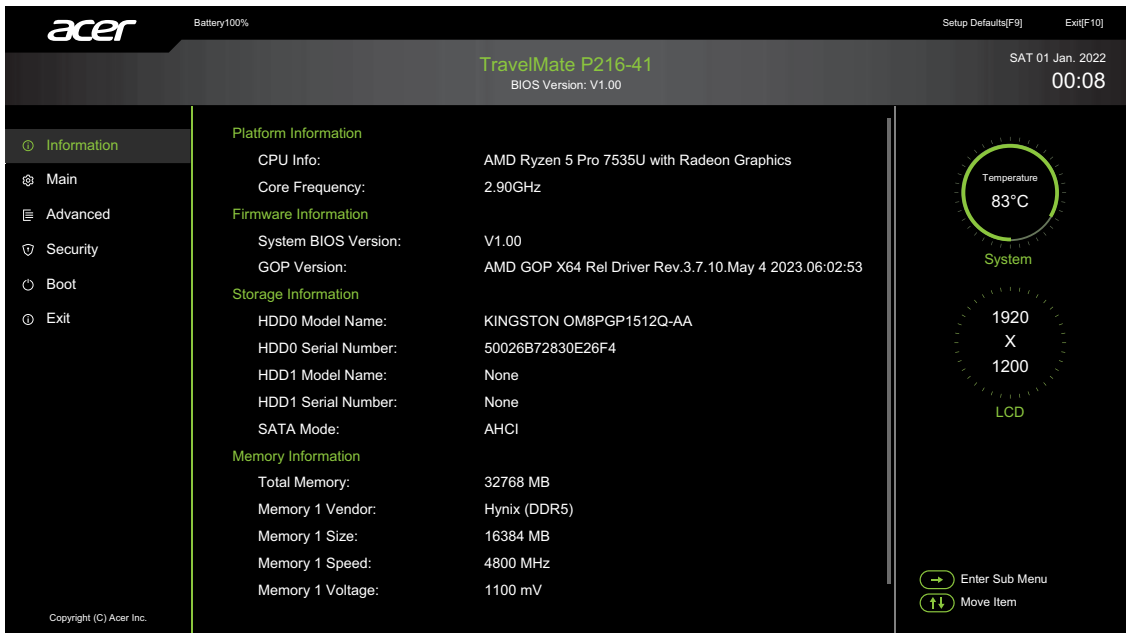 acer
Battery100%
Setup Defaults[F9] Exit[F10]
TravelMate P216-41
BIOS Version: V1.00
SAT 01 Jan. 2022
00:08
Information
Main
Advanced
Security
Boot
Exit
Platform Information
CPU Info: AMD Ryzen 5 Pro 7535U with Radeon Graphics
Core Frequency: 2.90GHz
Firmware Information
System BIOS Version: V1.00
GOP Version: AMD GOP X64 Rel Driver Rev.3.7.10.May 4 2023.06:02:53
Storage Information
HDD0 Model Name: KINGSTON OM8PGP1512Q-AA
HDD0 Serial Number: 50026B72830E26F4
HDD1 Model Name: None
HDD1 Serial Number: None
SATA Mode: AHCI
Memory Information
Total Memory: 32768 MB
Memory 1 Vendor: Hynix (DDR5)
Memory 1 Size: 16384 MB
Memory 1 Speed: 4800 MHz
Memory 1 Voltage: 1100 mV
Temperature
83°C
System
1920
X
1200
LCD
Enter Sub Menu
Move Item
Copyright (C) Acer Inc.